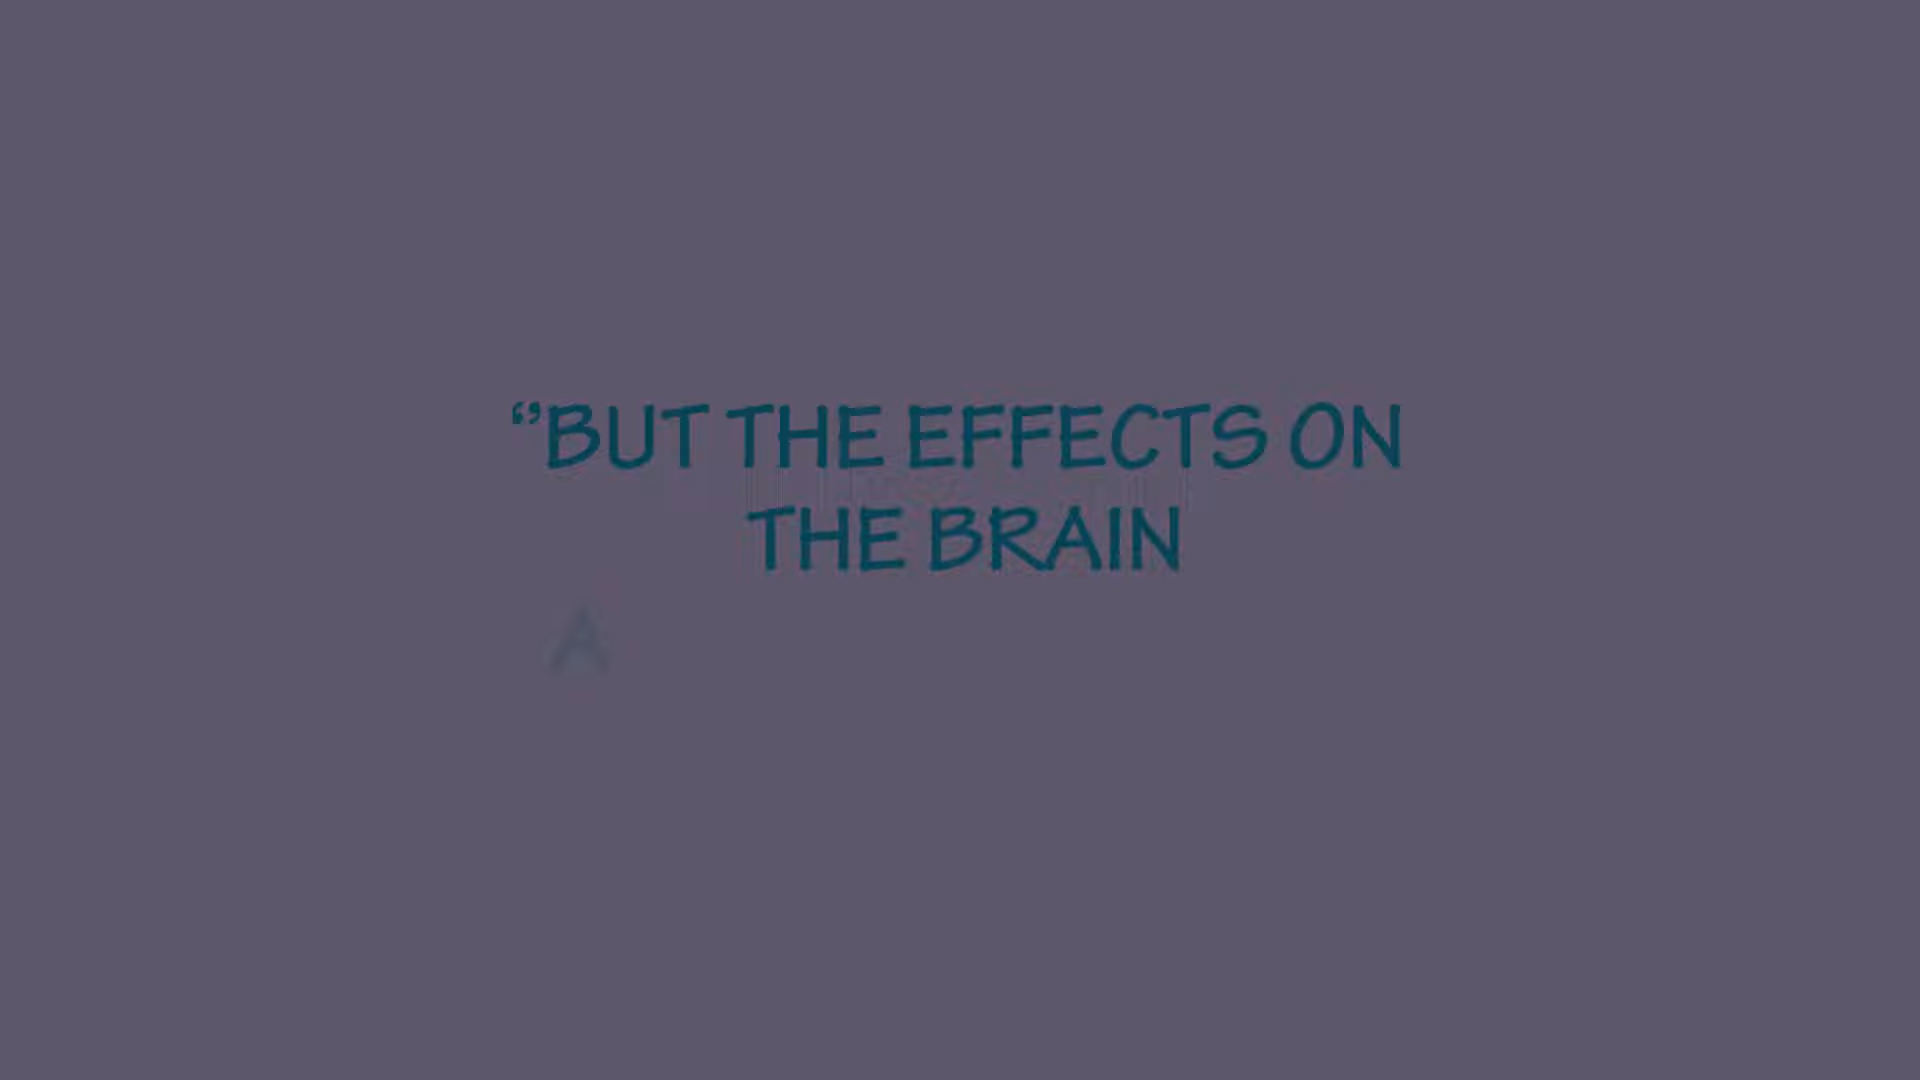 “”BUT THE EFFECTS ON
THE BRAIN
A